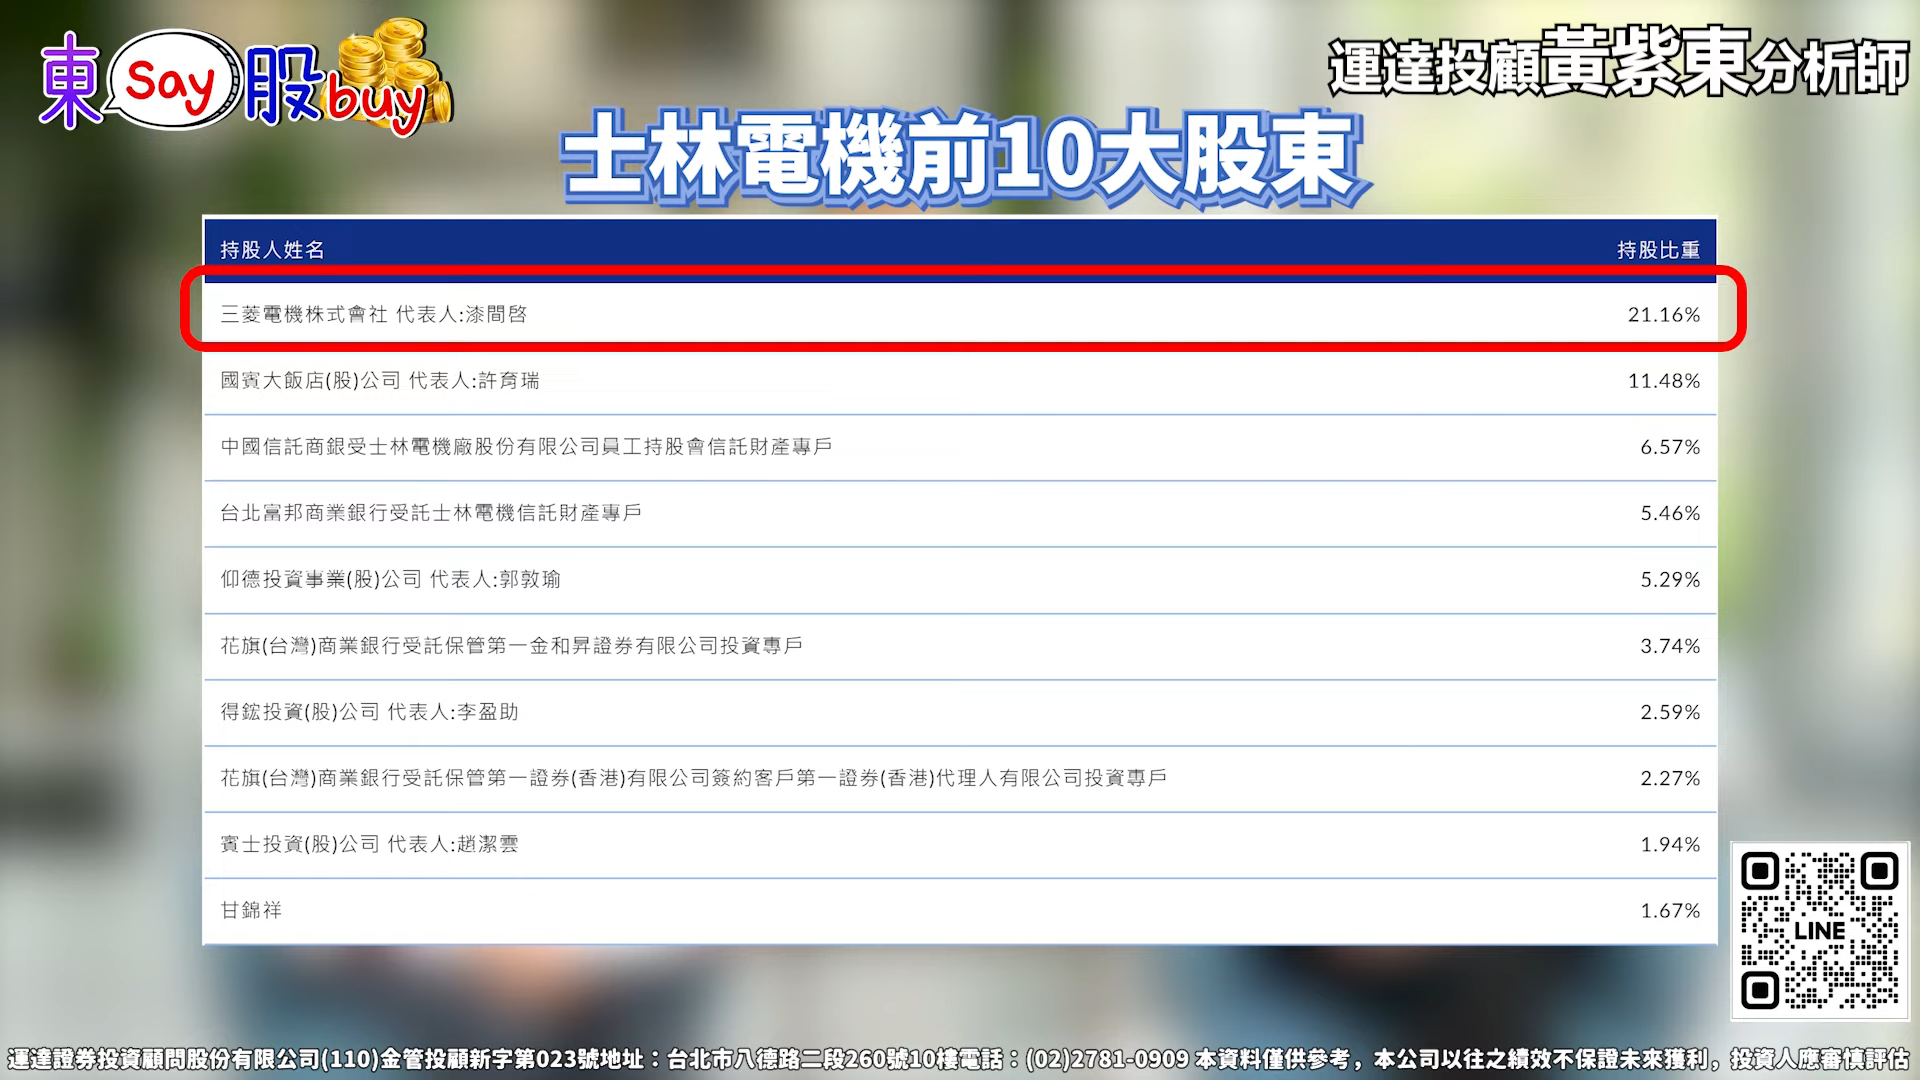 東Say股buy
運達投顧黃紫東分析師
士林電機前10大股東
持股人姓名 持股比重
三菱電機株式會社 代表人:漆間啓 21.16%
國賓大飯店(股)公司 代表人:許育瑞 11.48%
中國信託商銀受士林電機廠股份有限公司員工持股會信託財產專戶 6.57%
台北富邦商業銀行受託士林電機信託財產專戶 5.46%
仰德投資事業(股)公司 代表人:郭敦瑜 5.29%
花旗(台灣)商業銀行受託保管第一金和昇證券有限公司投資專戶 3.74%
得鋐投資(股)公司 代表人:李盈助 2.59%
花旗(台灣)商業銀行受託保管第一證券(香港)有限公司簽約客戶第一證券(香港)代理人有限公司投資專戶 2.27%
賓士投資(股)公司 代表人:趙潔雲 1.94%
甘錦祥 1.67%
LINE
運達證券投資顧問股份有限公司(110)金管投顧新字第023號地址：台北市八德路二段260號10樓電話：(02)2781-0909 本資料僅供參考，本公司以往之績效不保證未來獲利，投資人應審慎評估